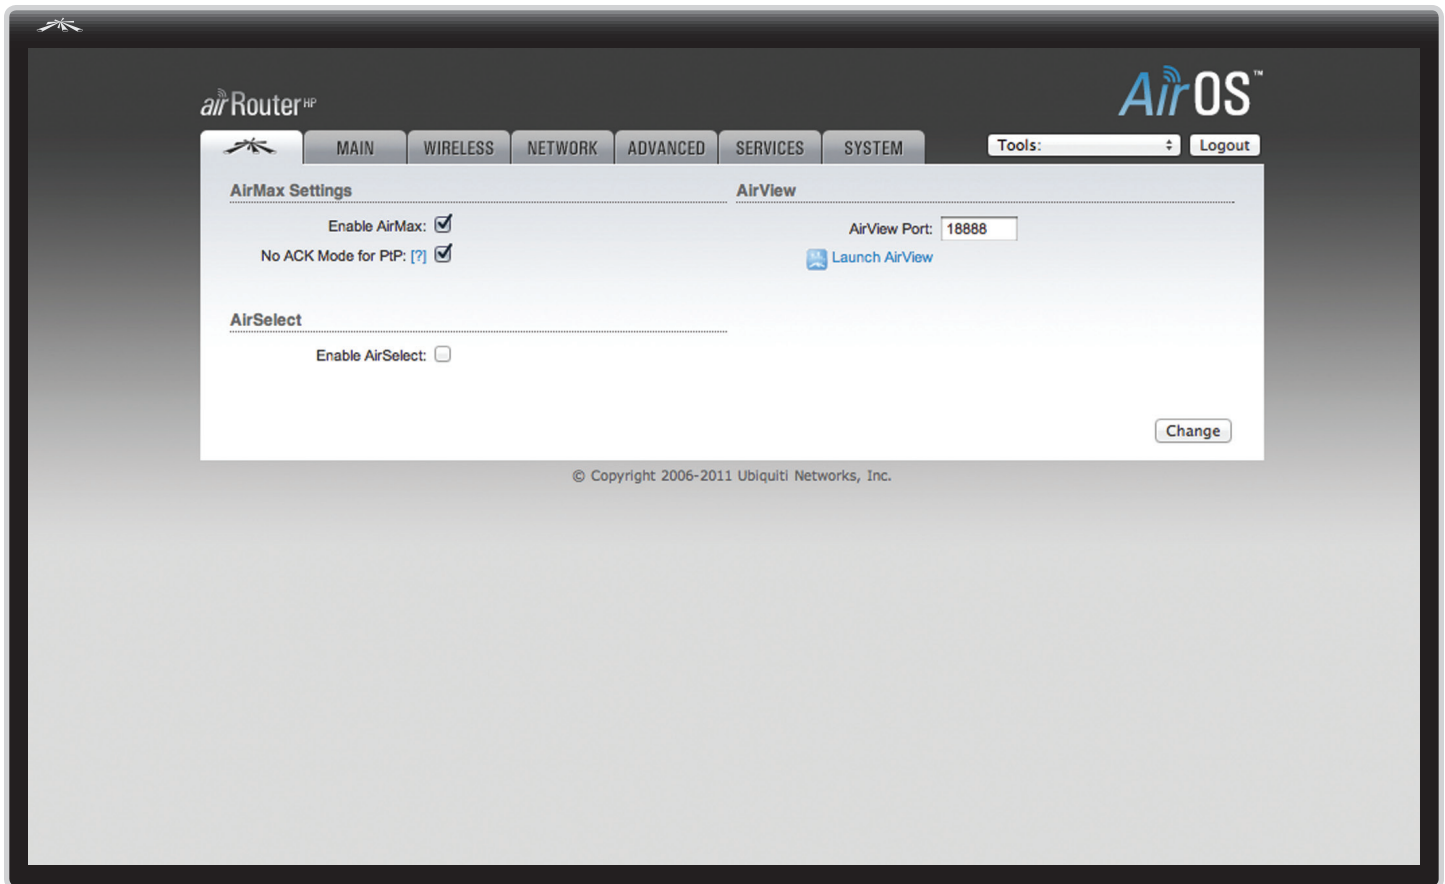 airRouter HP
AirOS™
MAIN WIRELESS NETWORK ADVANCED SERVICES SYSTEM Tools: Logout
AirMax Settings
Enable AirMax:
No ACK Mode for PtP: [?]
AirView
AirView Port: 18888
Launch AirView
AirSelect
Enable AirSelect:
Change
© Copyright 2006-2011 Ubiquiti Networks, Inc.